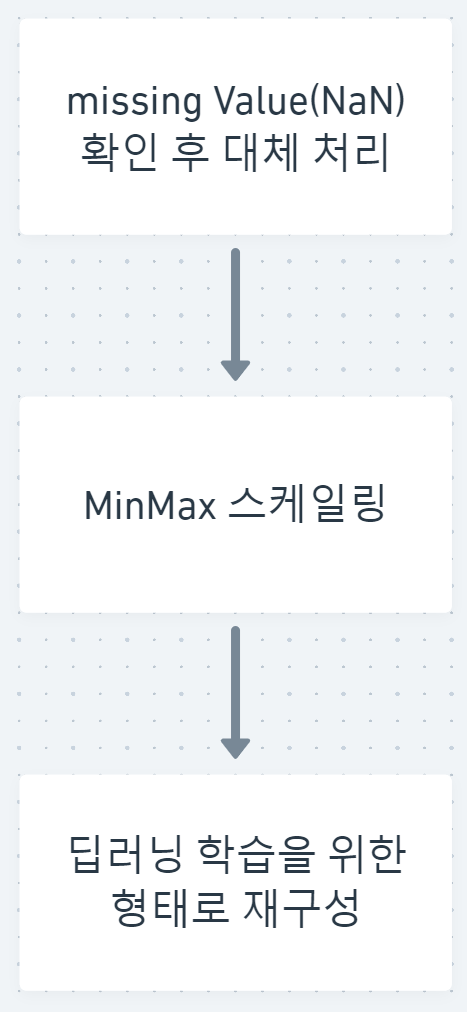 missing Value(NaN)
확인 후 대체 처리
MinMax 스케일링
딥러닝 학습을 위한
형태로 재구성